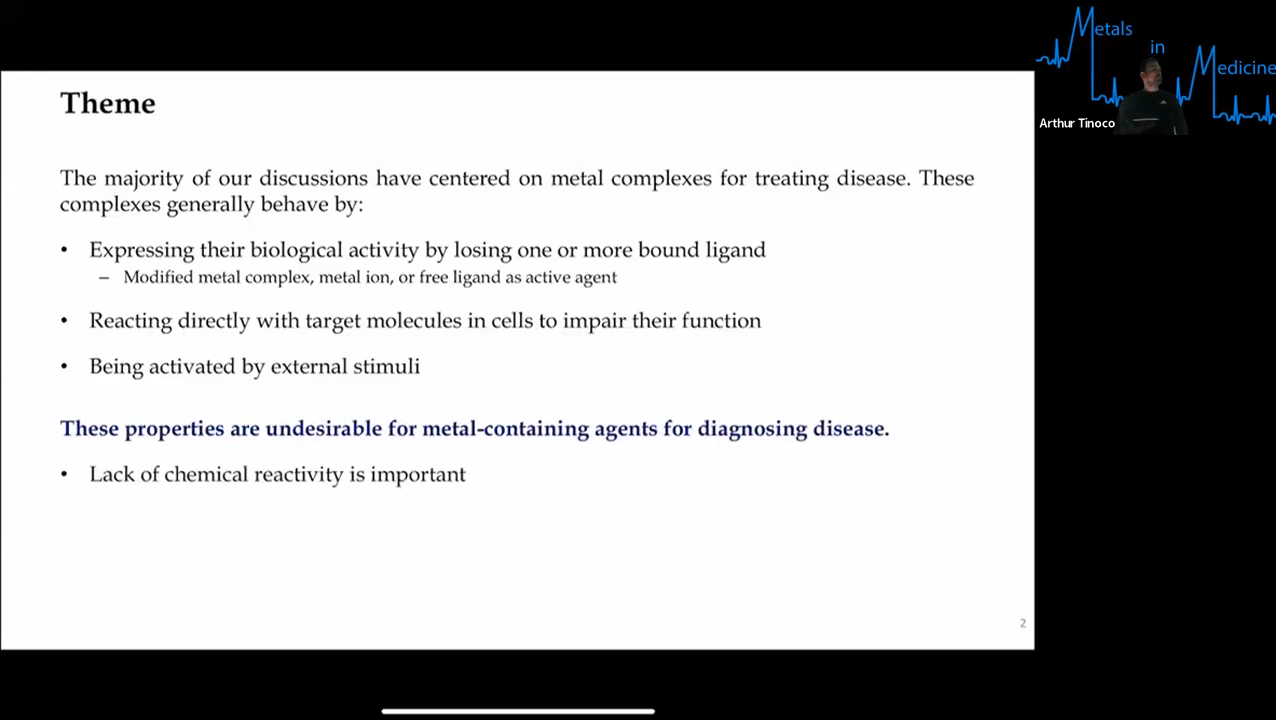 Theme
The majority of our discussions have centered on metal complexes for treating disease. These
complexes generally behave by:
• Expressing their biological activity by losing one or more bound ligand
– Modified metal complex, metal ion, or free ligand as active agent
• Reacting directly with target molecules in cells to impair their function
• Being activated by external stimuli
These properties are undesirable for metal-containing agents for diagnosing disease.
• Lack of chemical reactivity is important
2
Metals
in
Medicine
Arthur Tinoco